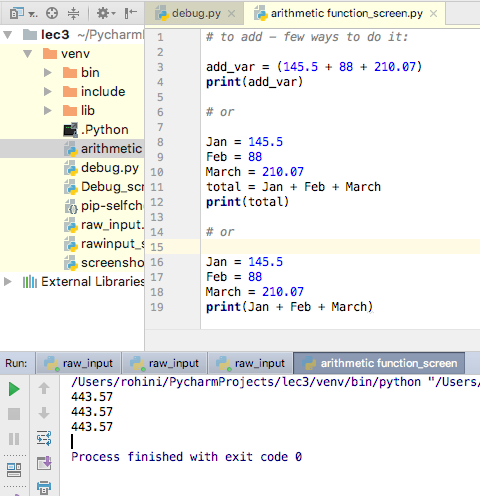 debug.py
arithmetic function_screen.py
lec3 ~/PycharmProjects/
venv
bin
include
lib
.Python
arithmetic
debug.py
Debug_scr
pip-selfche
raw_input.
rawinput_s
screensho
External Libraries
1 # to add – few ways to do it:
2
3 add_var = (145.5 + 88 + 210.07)
4 print(add_var)
5
6 # or
7
8 Jan = 145.5
9 Feb = 88
10 March = 210.07
11 total = Jan + Feb + March
12 print(total)
13
14 # or
15
16 Jan = 145.5
17 Feb = 88
18 March = 210.07
19 print(Jan + Feb + March)
Run:
raw_input
raw_input
raw_input
arithmetic function_screen
/Users/rohini/PycharmProjects/lec3/venv/bin/python "/Users/
443.57
443.57
443.57
Process finished with exit code 0